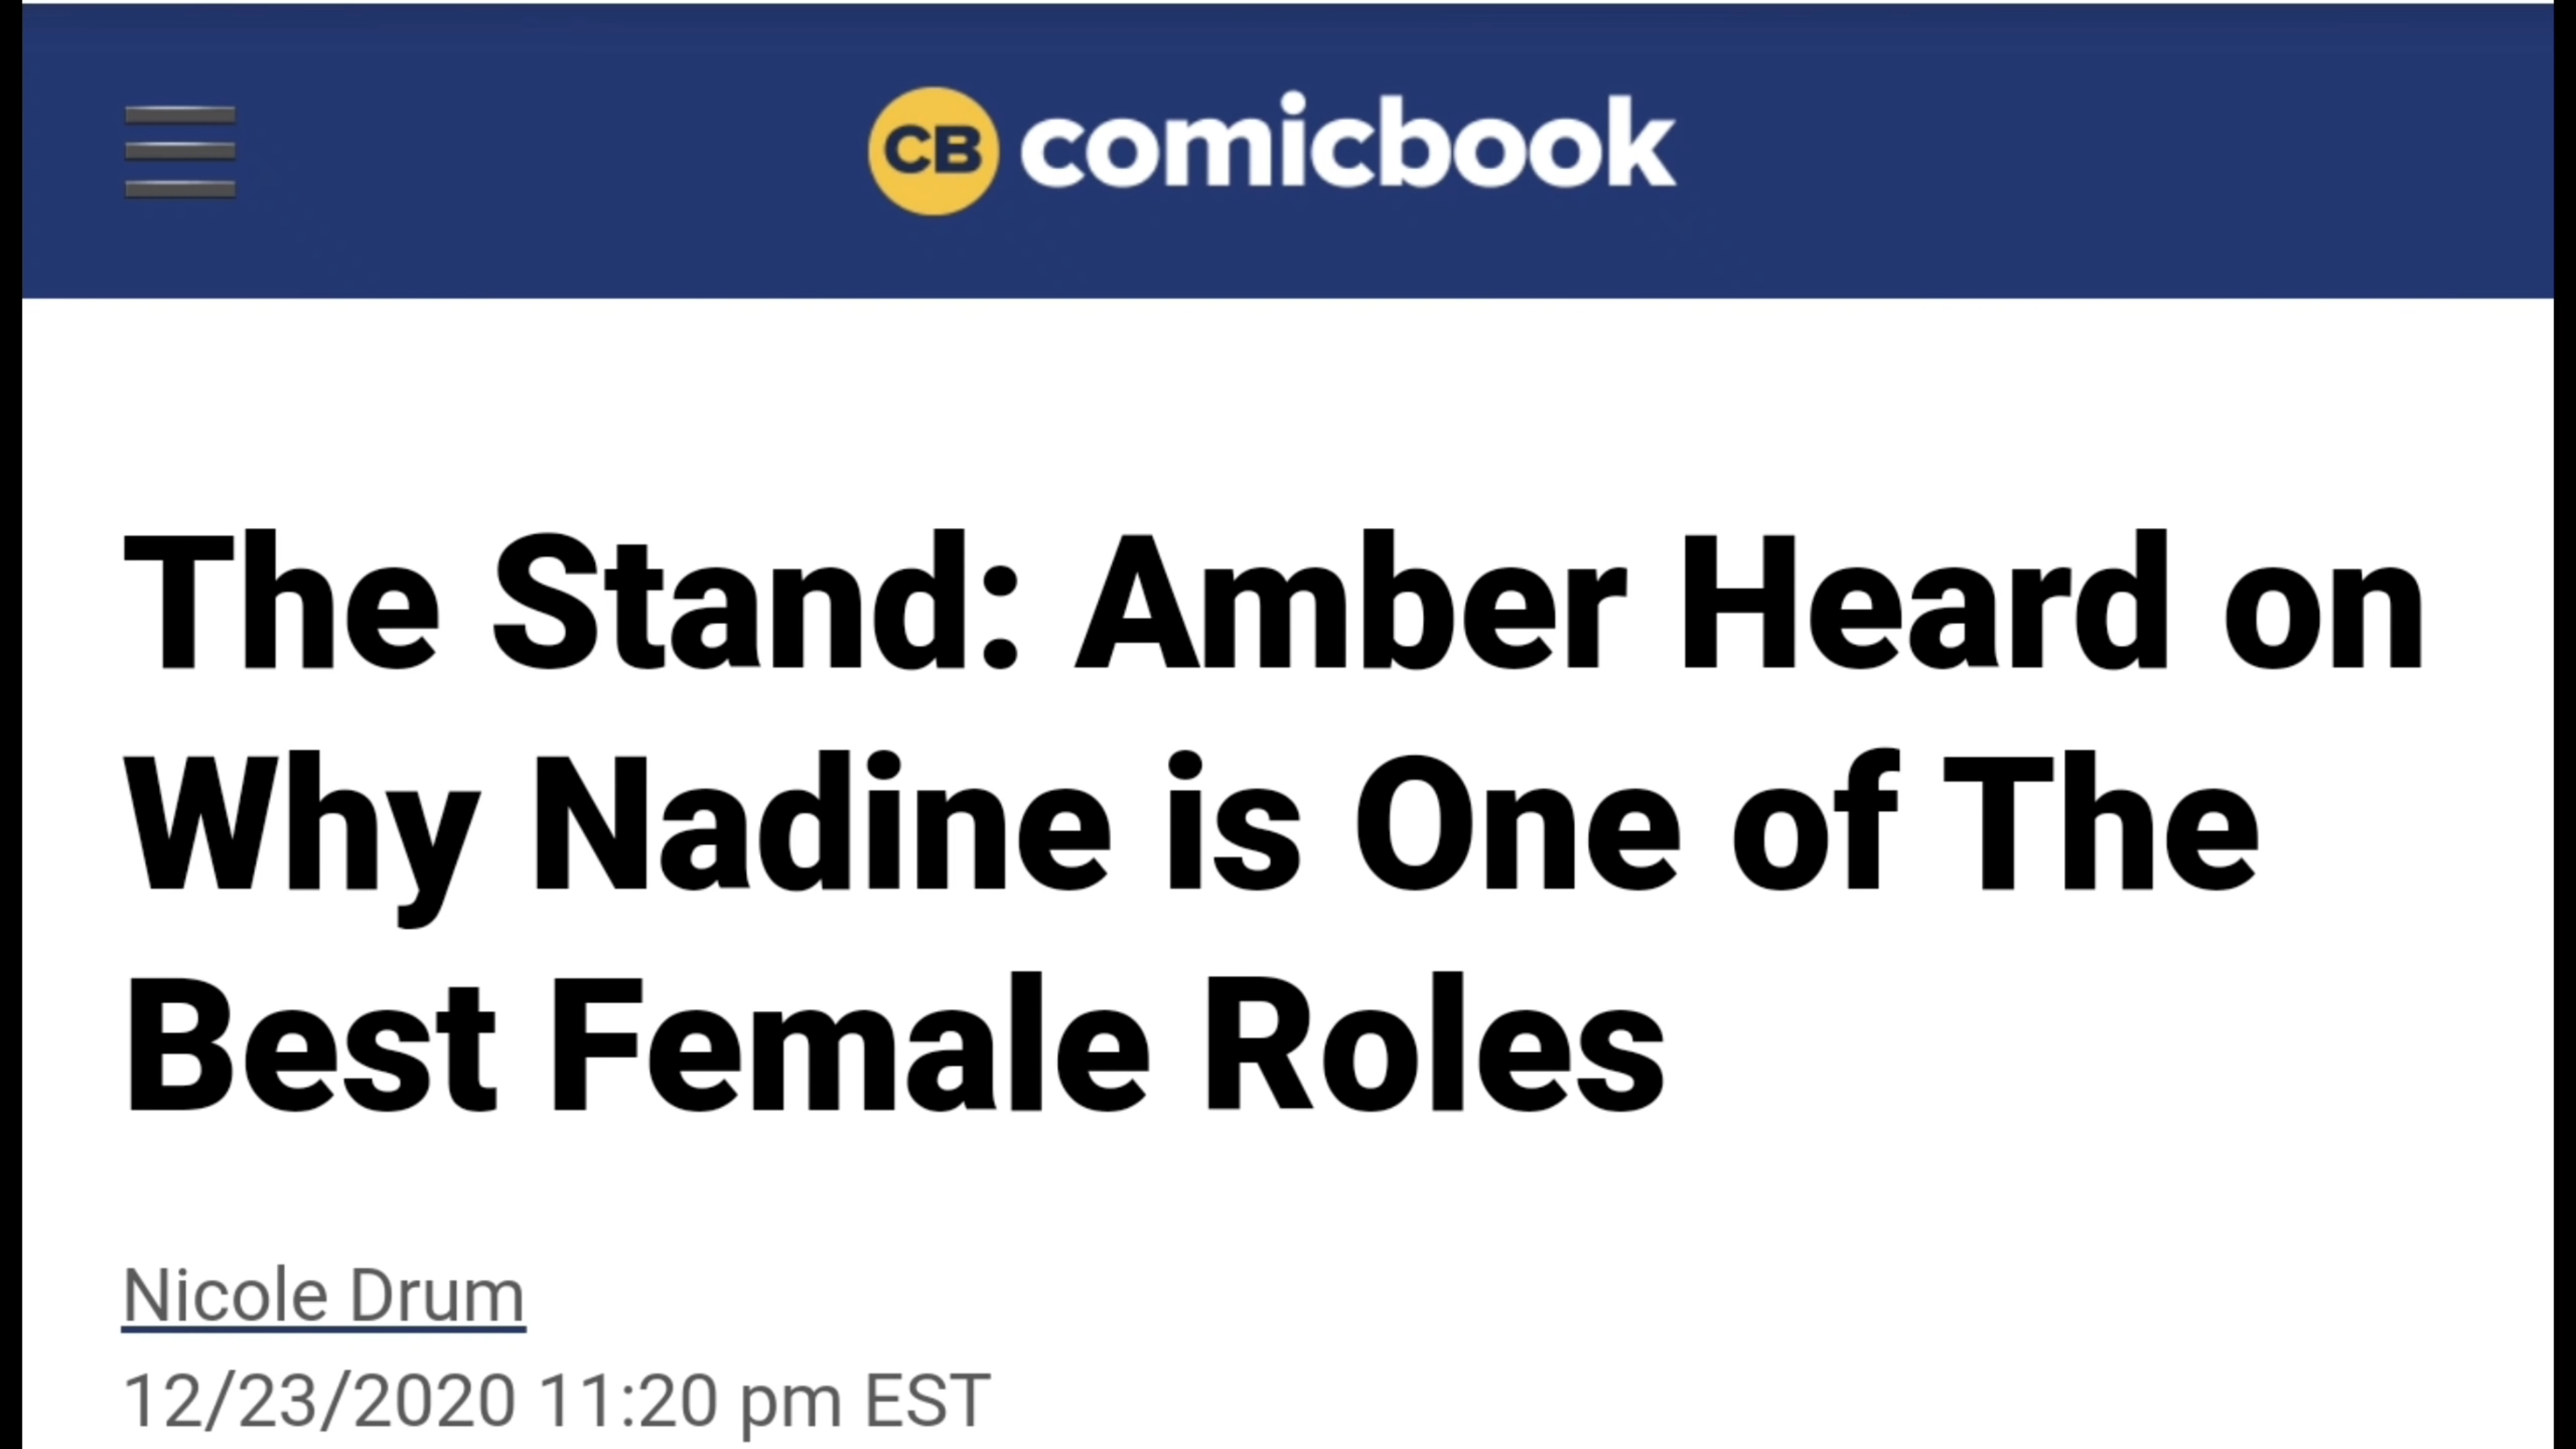 CB comicbook
The Stand: Amber Heard on
Why Nadine is One of The
Best Female Roles
Nicole Drum
12/23/2020 11:20 pm EST